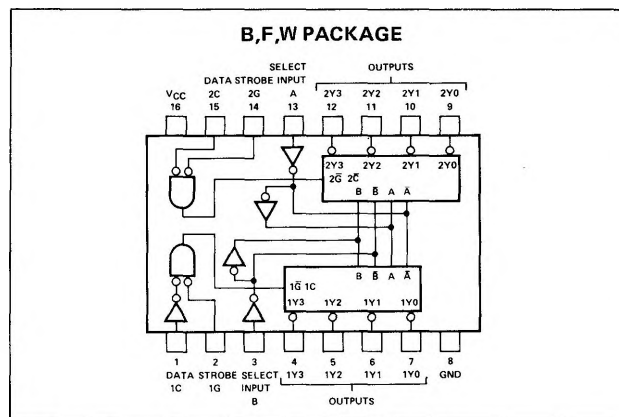 B,F,W PACKAGE
SELECT
DATA STROBE INPUT
OUTPUTS
VCC 2C 2G A 2Y3 2Y2 2Y1 2Y0
16 15 14 13 12 11 10 9
2Y3 2Y2 2Y1 2Y0
2G̅ 2C̅
B B̅ A A̅
B B̅ A A̅
1G̅ 1C
1Y3 1Y2 1Y1 1Y0
1 2 3 4 5 6 7 8
DATA STROBE SELECT 1Y3 1Y2 1Y1 1Y0 GND
1C 1G INPUT
B
OUTPUTS